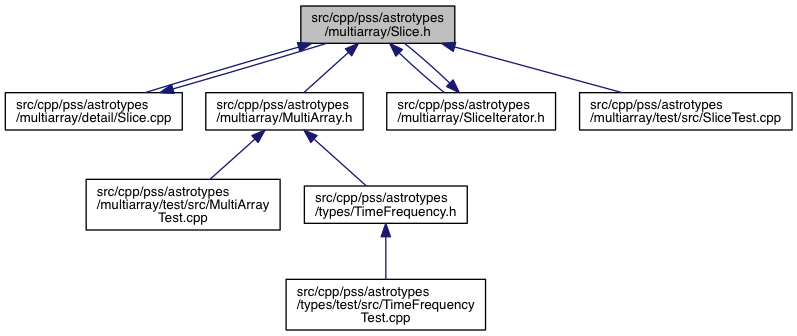 src/cpp/pss/astrotypes
/multiarray/Slice.h
src/cpp/pss/astrotypes
/multiarray/detail/Slice.cpp
src/cpp/pss/astrotypes
/multiarray/MultiArray.h
src/cpp/pss/astrotypes
/multiarray/SliceIterator.h
src/cpp/pss/astrotypes
/multiarray/test/src/SliceTest.cpp
src/cpp/pss/astrotypes
/multiarray/test/src/MultiArray
Test.cpp
src/cpp/pss/astrotypes
/types/TimeFrequency.h
src/cpp/pss/astrotypes
/types/test/src/TimeFrequency
Test.cpp